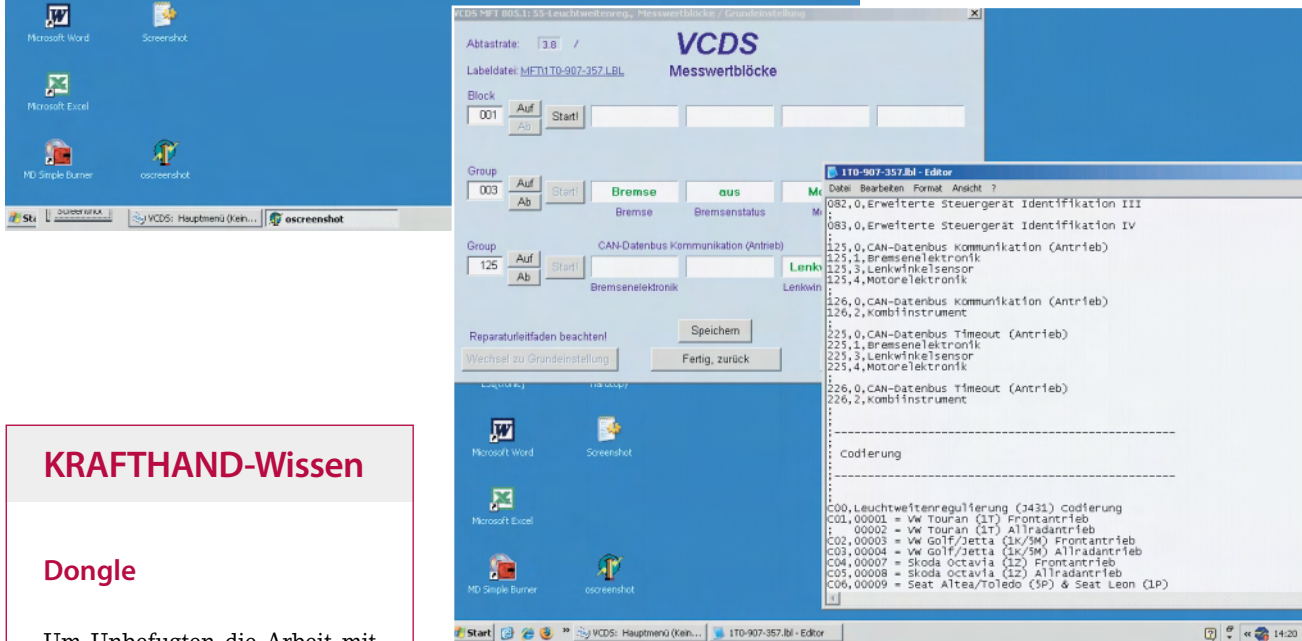 Microsoft Word
Screenshot
Microsoft Excel
MD Simple Burner
oscreenshot
VCDS: Hauptmenü (Kein...
oscreenshot
KRAFTHAND-Wissen
Dongle
Um Unbefugten die Arbeit mit
VCDS MFT 805.1: 55-Leuchtweitenreg., Messwertblöcke / Grundeinstellung
Abtastrate: 3.8 /
VCDS
Labeldatei: MFT\1T0-907-357.LBL
Messwertblöcke
Block
001 Auf Ab Start!
Group
003 Auf Ab Start! Bremse aus
Bremse Bremsenstatus
Group
CAN-Datenbus Kommunikation (Antrieb)
125 Auf Ab Start!
Bremsenelektronik
Reparaturleitfaden beachten!
Speichern
Wechsel zu Grundeinstellung
Fertig, zurück
Microsoft Word
Screenshot
Microsoft Excel
MD Simple Burner
oscreenshot
Start
VCDS: Hauptmenü (Kein...
1T0-907-357.lbl - Editor
14:20
1T0-907-357.lbl - Editor
Datei Bearbeiten Format Ansicht ?
082,0,Erweiterte Steuergerät Identifikation III
;
083,0,Erweiterte Steuergerät Identifikation IV
;
125,0,CAN-Datenbus Kommunikation (Antrieb)
125,1,Bremsenelektronik
125,3,Lenkwinkelsensor
125,4,Motorelektronik
;
126,0,CAN-Datenbus Kommunikation (Antrieb)
126,2,Kombiinstrument
;
225,0,CAN-Datenbus Timeout (Antrieb)
225,1,Bremsenelektronik
225,3,Lenkwinkelsensor
225,4,Motorelektronik
;
226,0,CAN-Datenbus Timeout (Antrieb)
226,2,Kombiinstrument
;
;
; Codierung
;
;
C00,Leuchtweitenregulierung (J431) Codierung
C01,00001 = VW Touran (1T) Frontantrieb
; 00002 = VW Touran (1T) Allradantrieb
C02,00003 = VW Golf/Jetta (1K/5M) Frontantrieb
C03,00004 = VW Golf/Jetta (1K/5M) Allradantrieb
C04,00007 = Skoda Octavia (1Z) Frontantrieb
C05,00008 = Skoda Octavia (1Z) Allradantrieb
C06,00009 = Seat Altea/Toledo (5P) & Seat Leon (1P)